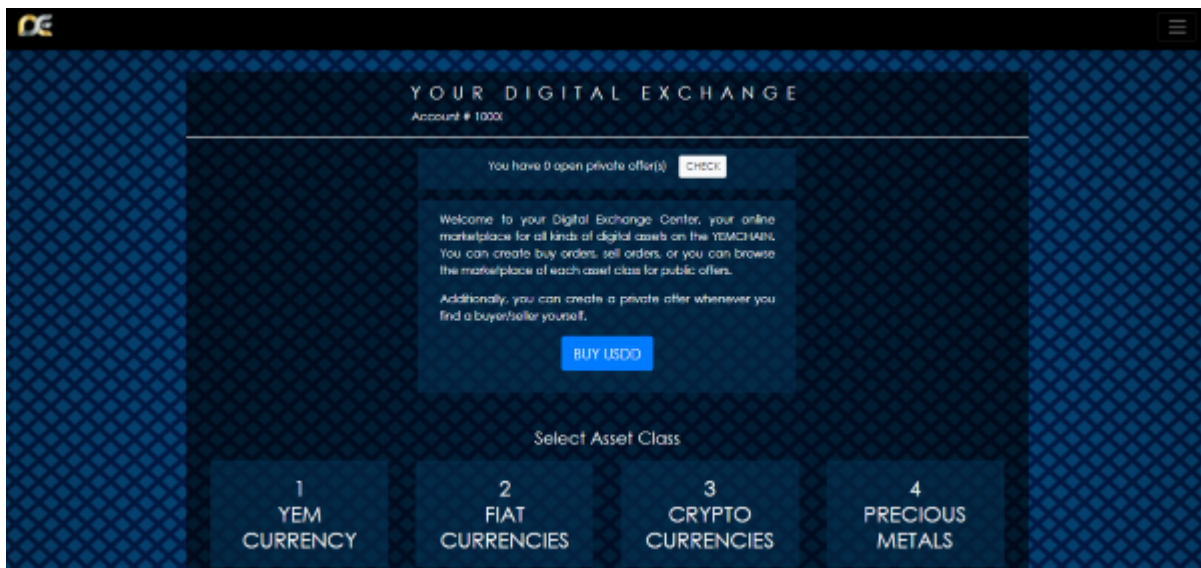 DE
YOUR DIGITAL EXCHANGE
Account # 1000X
You have 0 open private offer(s) CHECK
Welcome to your Digital Exchange Center, your online
marketplace for all kinds of digital assets on the YEMCHAIN.
You can create buy orders, sell orders, or you can browse
the marketplace of each asset class for public offers.
Additionally, you can create a private offer whenever you
find a buyer/seller yourself.
BUY USDD
Select Asset Class
1
YEM
CURRENCY
2
FIAT
CURRENCIES
3
CRYPTO
CURRENCIES
4
PRECIOUS
METALS